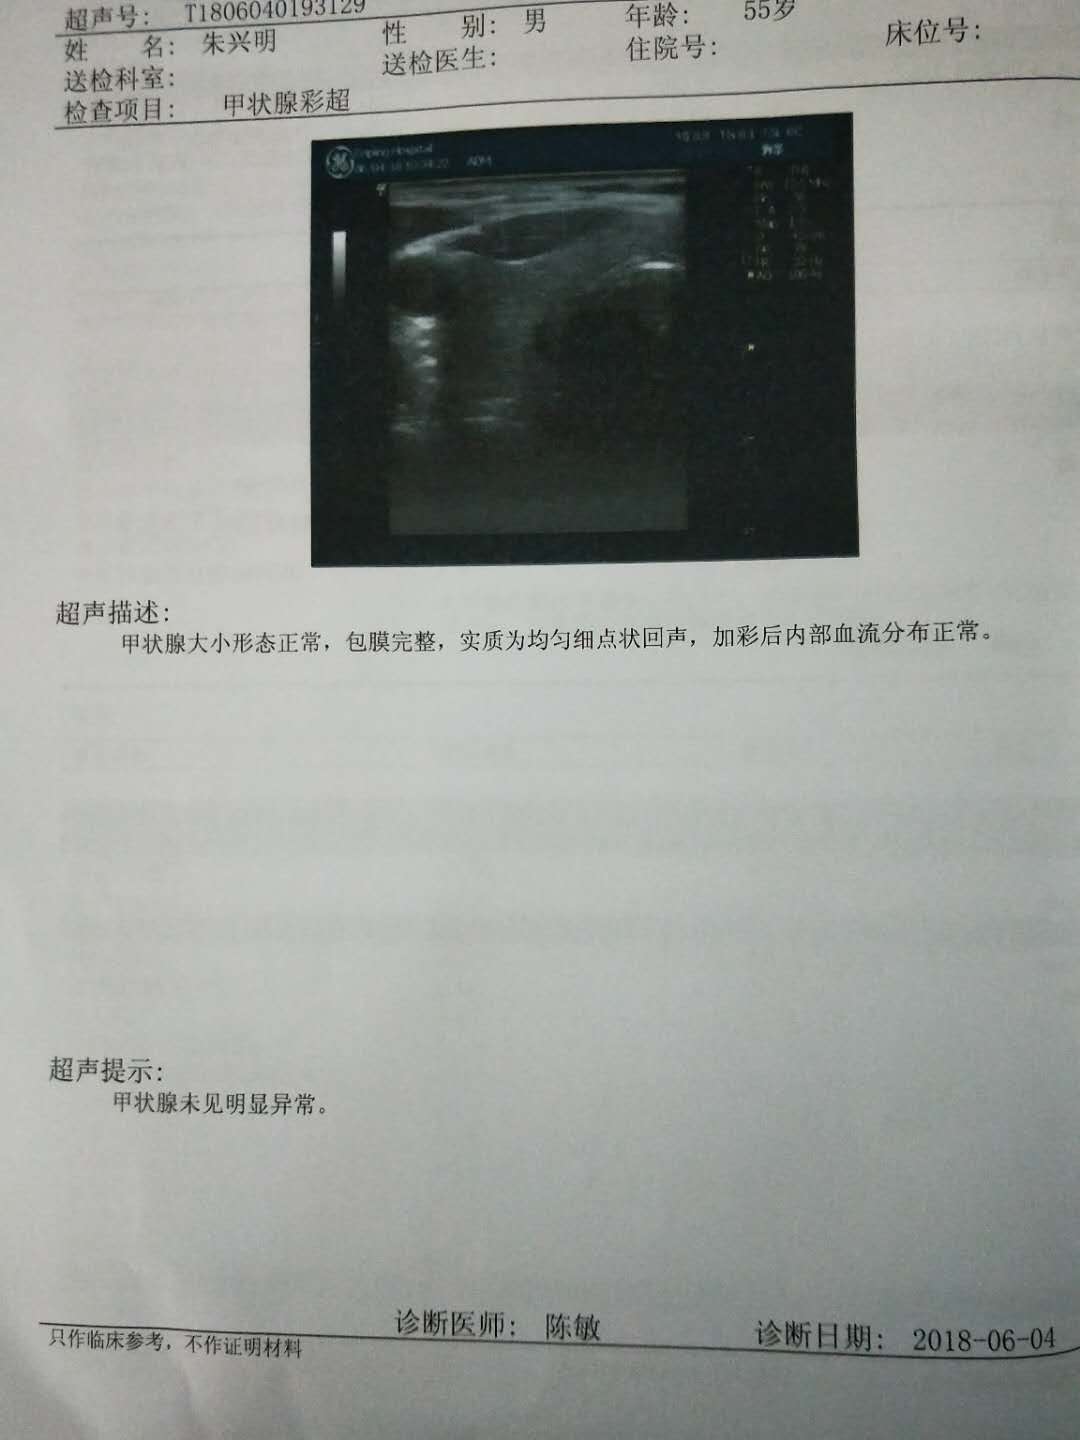 超声号: T1806040193129
姓 名: 朱兴明 性 别: 男 年龄: 55岁 床位号:
送检科室: 送检医生: 住院号:
检查项目: 甲状腺彩超
超声描述:
甲状腺大小形态正常，包膜完整，实质为均匀细点状回声，加彩后内部血流分布正常。
超声提示:
甲状腺未见明显异常。
诊断医师: 陈敏 诊断日期: 2018-06-04
只作临床参考，不作证明材料